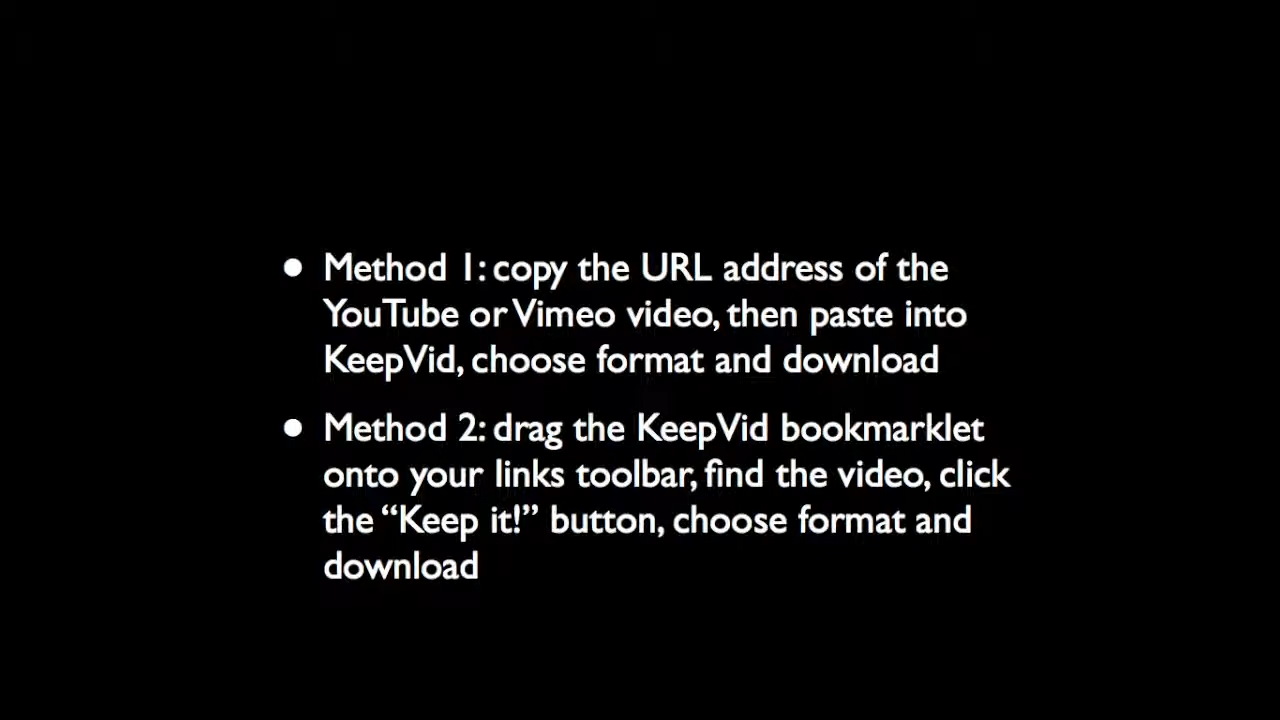 • Method 1: copy the URL address of the
YouTube or Vimeo video, then paste into
KeepVid, choose format and download
• Method 2: drag the KeepVid bookmarklet
onto your links toolbar, find the video, click
the “Keep it!” button, choose format and
download